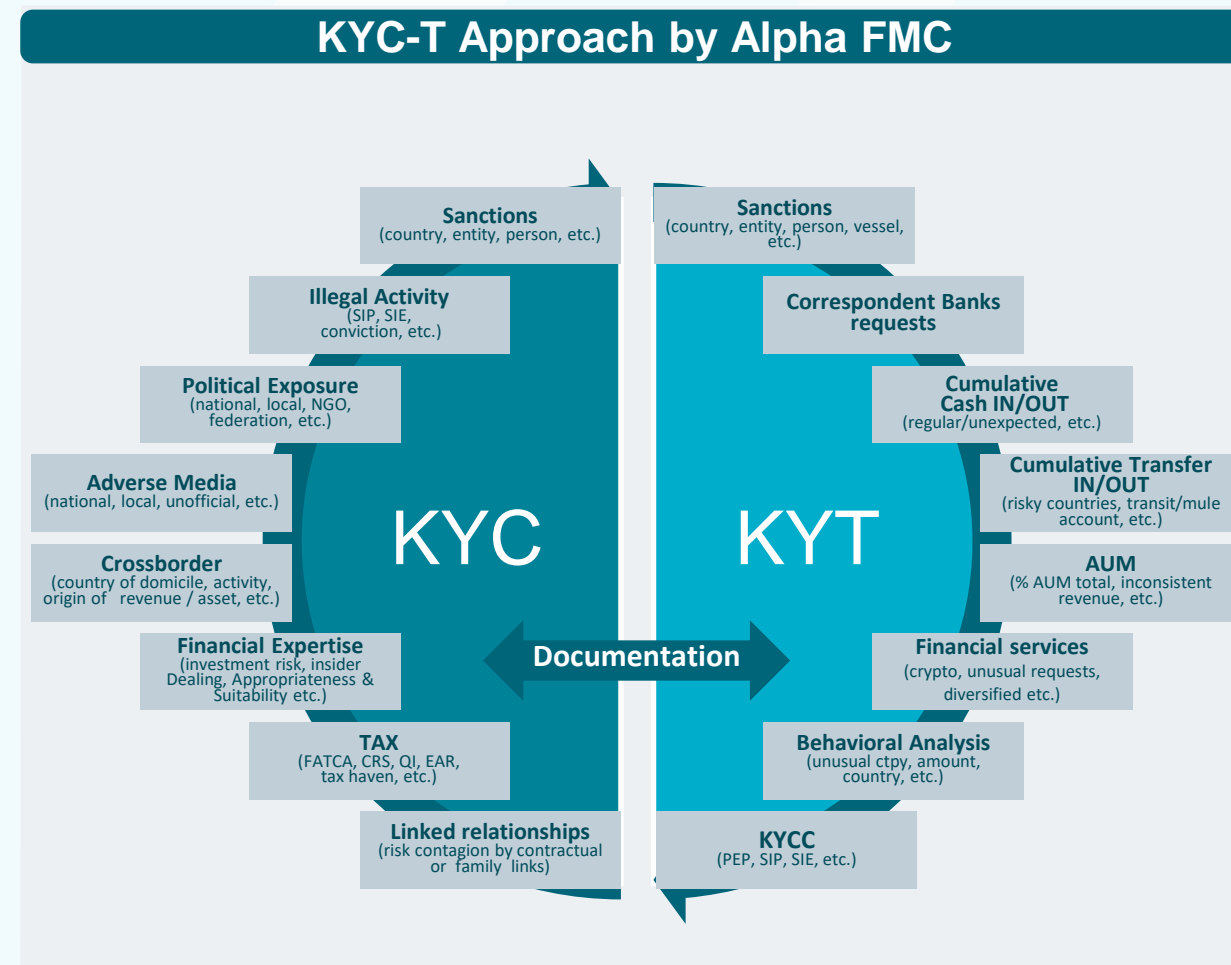 KYC-T Approach by Alpha FMC
Sanctions
(country, entity, person, etc.)
Illegal Activity
(SIP, SIE,
conviction, etc.)
Political Exposure
(national, local, NGO,
federation, etc.)
Adverse Media
(national, local, unofficial, etc.)
Crossborder
(country of domicile, activity,
origin of revenue / asset, etc.)
Financial Expertise
(investment risk, insider
Dealing, Appropriateness &
Suitability etc.)
TAX
(FATCA, CRS, QI, EAR,
tax haven, etc.)
Linked relationships
(risk contagion by contractual
or family links)
KYC
Documentation
KYT
Sanctions
(country, entity, person, vessel,
etc.)
Correspondent Banks
requests
Cumulative
Cash IN/OUT
(regular/unexpected, etc.)
Cumulative Transfer
IN/OUT
(risky countries, transit/mule
account, etc.)
AUM
(% AUM total, inconsistent
revenue, etc.)
Financial services
(crypto, unusual requests,
diversified etc.)
Behavioral Analysis
(unusual ctpy, amount,
country, etc.)
KYCC
(PEP, SIP, SIE, etc.)